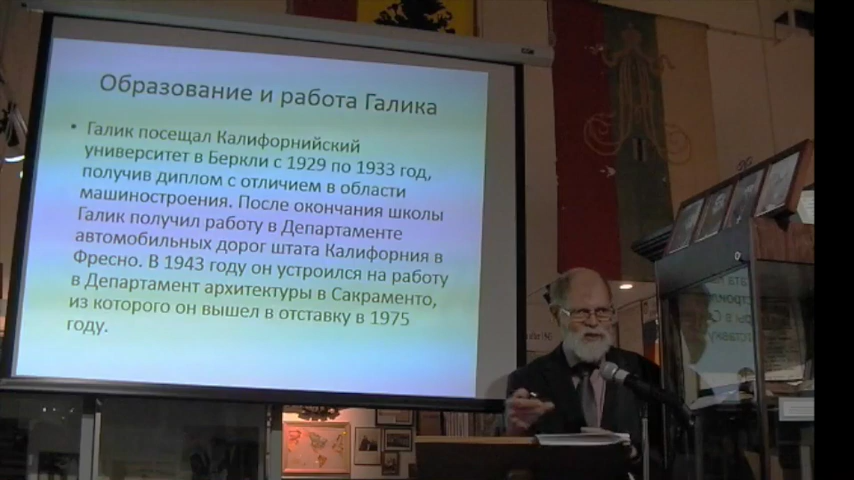 Образование и работа Галика
• Галик посещал Калифорнийский
университет в Беркли с 1929 по 1933 год,
получив диплом с отличием в области
машиностроения. После окончания школы
Галик получил работу в Департаменте
автомобильных дорог штата Калифорния в
Фресно. В 1943 году он устроился на работу
в Департамент архитектуры в Сакраменто,
из которого он вышел в отставку в 1975
году.